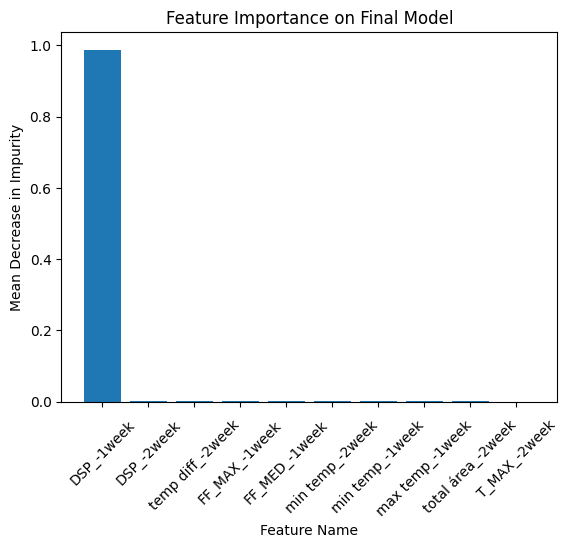 Feature Importance on Final Model
Mean Decrease in Impurity
1.0
0.8
0.6
0.4
0.2
0.0
DSP_-1week
DSP_-2week
temp diff_-2week
FF_MAX_-1week
FF_MED_-1week
min temp_-2week
min temp_-1week
max temp_-1week
total área_-2week
T_MAX_-2week
Feature Name